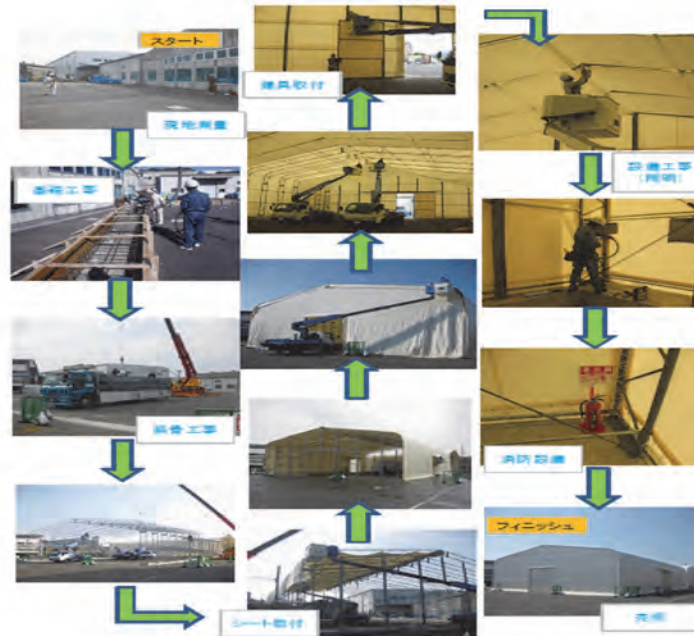 スタート
現地測量
基礎工事
鉄骨工事
シート取付
建具取付
設備工事
(照明)
消防設備
フィニッシュ
完成